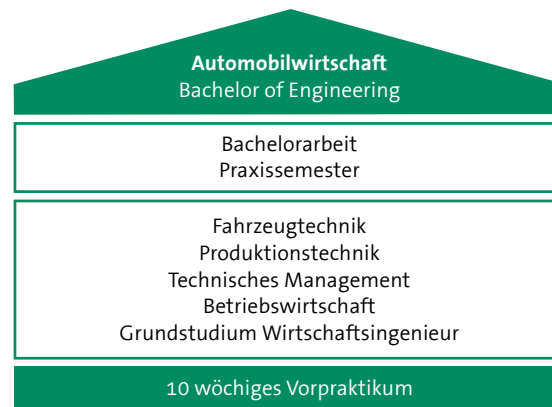 Automobilwirtschaft
Bachelor of Engineering
Bachelorarbeit
Praxissemester
Fahrzeugtechnik
Produktionstechnik
Technisches Management
Betriebswirtschaft
Grundstudium Wirtschaftsingenieur
10 wöchiges Vorpraktikum